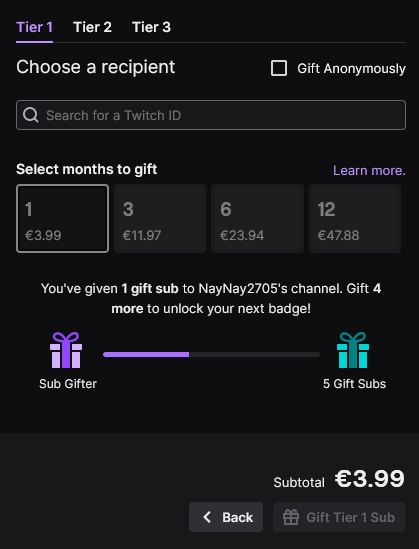 Tier 1 Tier 2 Tier 3
Choose a recipient Gift Anonymously
Search for a Twitch ID
Select months to gift Learn more.
1 3 6 12
€3.99 €11.97 €23.94 €47.88
You've given 1 gift sub to NayNay2705's channel. Gift 4
more to unlock your next badge!
Sub Gifter 5 Gift Subs
Subtotal €3.99
Back Gift Tier 1 Sub